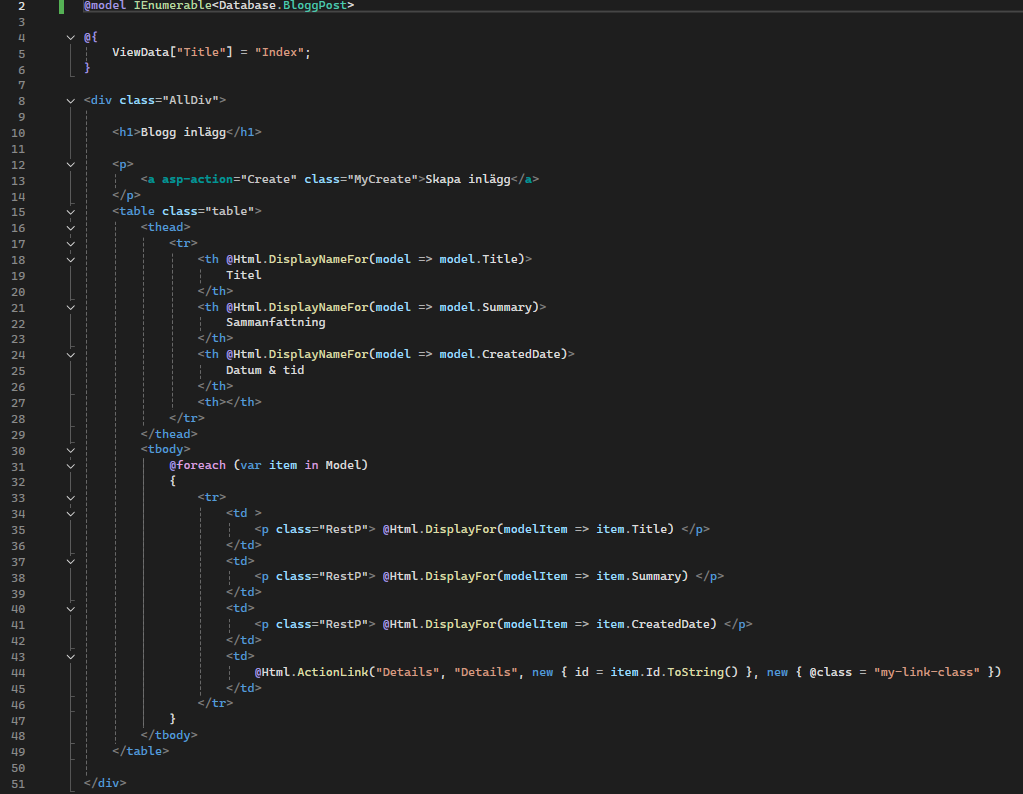 2 @model IEnumerable<Database.BloggPost>
3
4 @{
5 ViewData["Title"] = "Index";
6 }
7
8 <div class="AllDiv">
9
10 <h1>Blogg inlägg</h1>
11
12 <p>
13 <a asp-action="Create" class="MyCreate">Skapa inlägg</a>
14 </p>
15 <table class="table">
16 <thead>
17 <tr>
18 <th @Html.DisplayNameFor(model => model.Title)>
19 Titel
20 </th>
21 <th @Html.DisplayNameFor(model => model.Summary)>
22 Sammanfattning
23 </th>
24 <th @Html.DisplayNameFor(model => model.CreatedDate)>
25 Datum & tid
26 </th>
27 <th></th>
28 </tr>
29 </thead>
30 <tbody>
31 @foreach (var item in Model)
32 {
33 <tr>
34 <td >
35 <p class="RestP"> @Html.DisplayFor(modelItem => item.Title) </p>
36 </td>
37 <td>
38 <p class="RestP"> @Html.DisplayFor(modelItem => item.Summary) </p>
39 </td>
40 <td>
41 <p class="RestP"> @Html.DisplayFor(modelItem => item.CreatedDate) </p>
42 </td>
43 <td>
44 @Html.ActionLink("Details", "Details", new { id = item.Id.ToString() }, new { @class = "my-link-class" })
45 </td>
46 </tr>
47 }
48 </tbody>
49 </table>
50
51 </div>